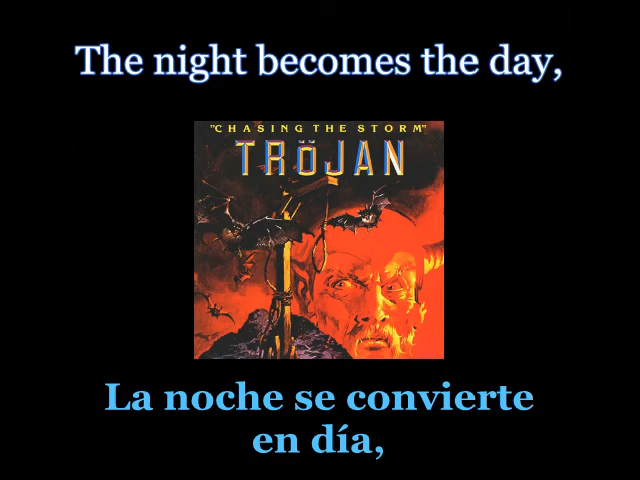 The night becomes the day,
"CHASING THE STORM"
TRÖJAN
La noche se convierte
en día,